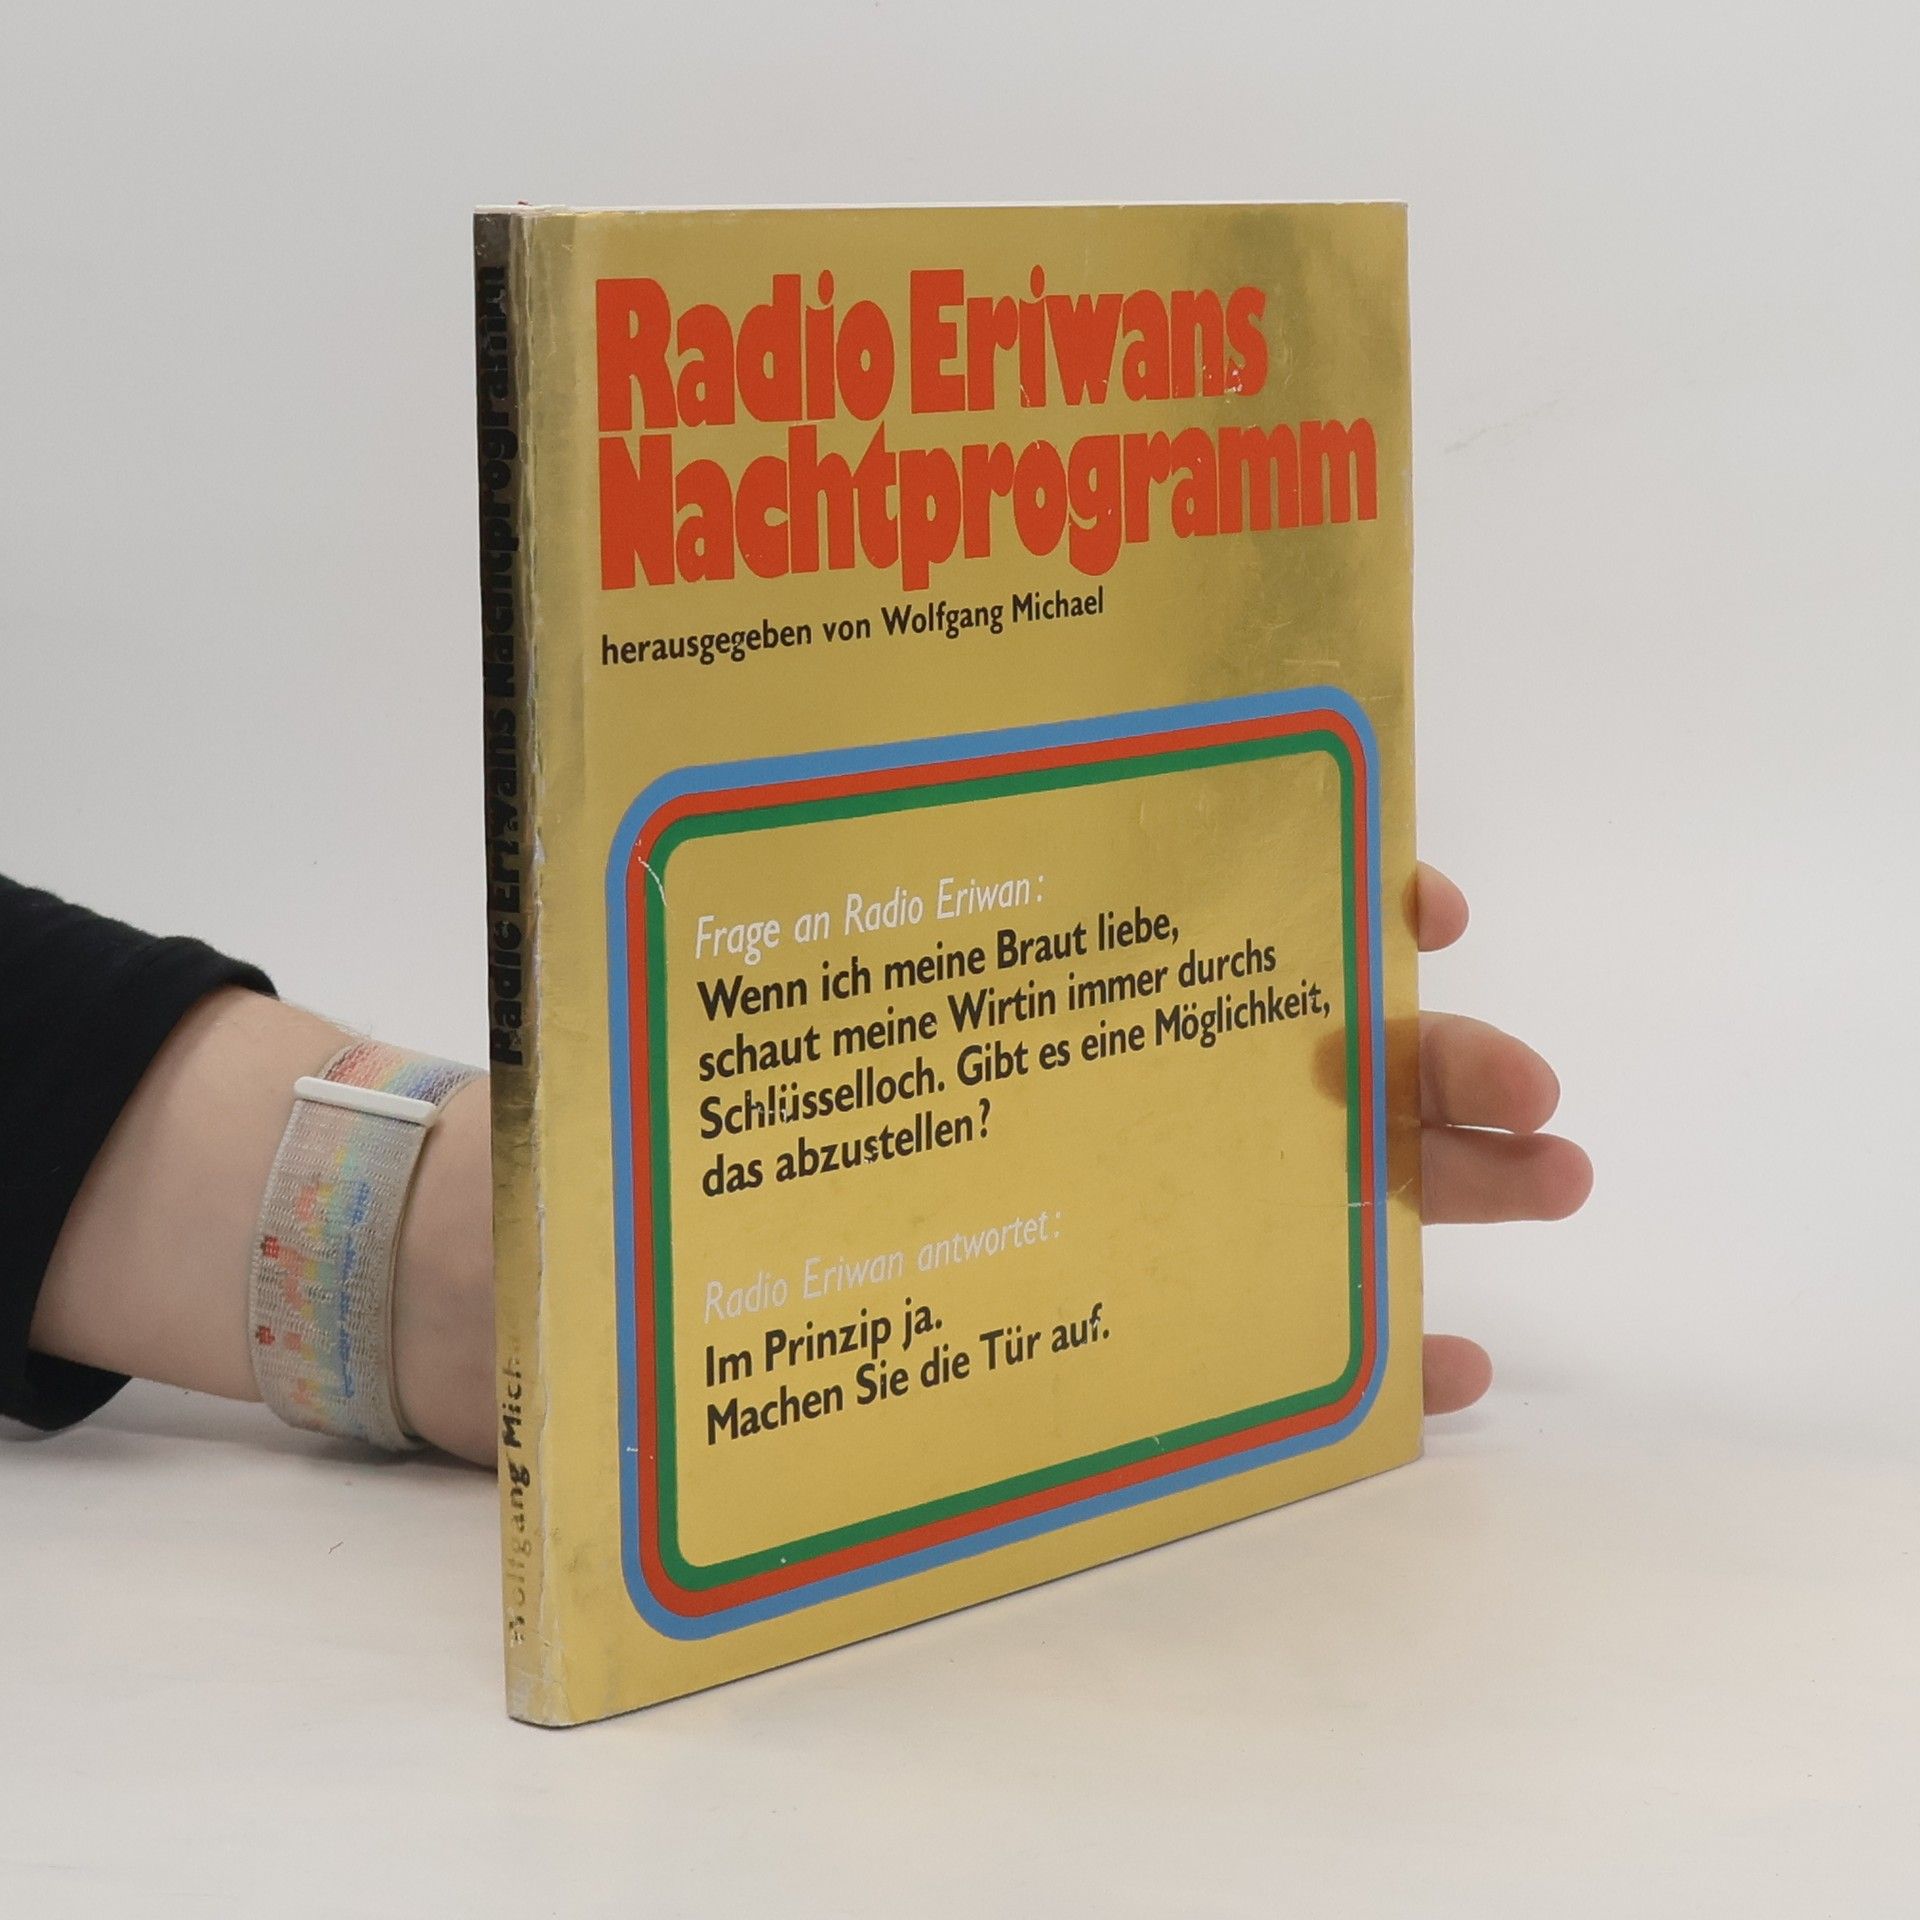 Radio Eriwans Nachtprogramm
Wolfgang Micha
Radio Eriwans
Nachtprogramm
herausgegeben von Wolfgang Michael
Frage an Radio Eriwan:
Wenn ich meine Braut liebe,
schaut meine Wirtin immer durchs
Schlüsselloch. Gibt es eine Möglichkeit,
das abzustellen?
Radio Eriwan antwortet:
Im Prinzip ja.
Machen Sie die Tür auf.